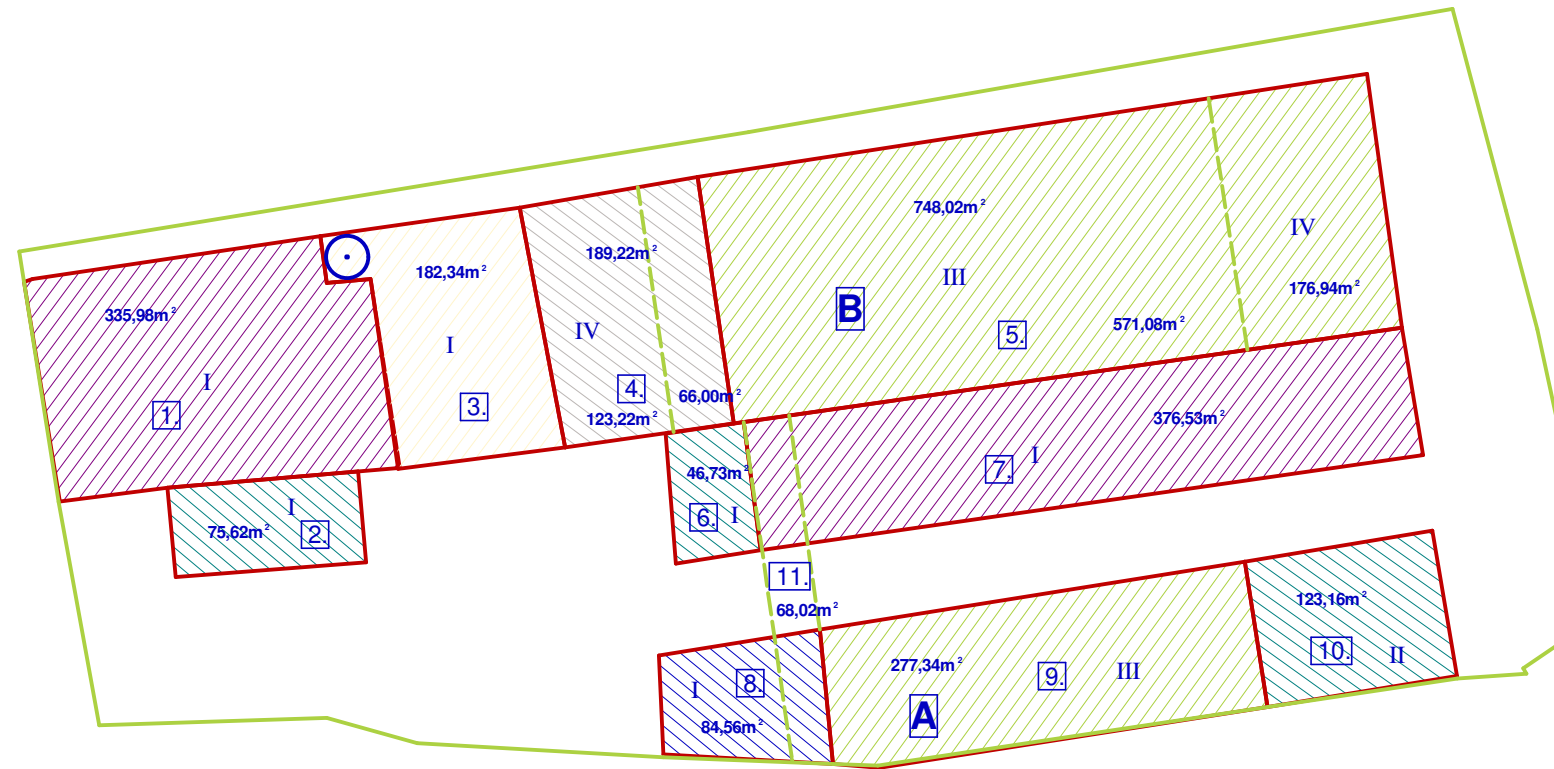 748,02m²
IV
189,22m²
182,34m²
III
176,94m²
B
335,98m²
571,08m²
IV
5.
I
I
4.
66,00m²
3.
1.
123,22m²
376,53m²
I
7.
46,73m²
6.
I
I
75,62m²
2.
11.
68,02m²
123,16m²
10.
II
277,34m²
9.
III
I
8.
84,56m²
A